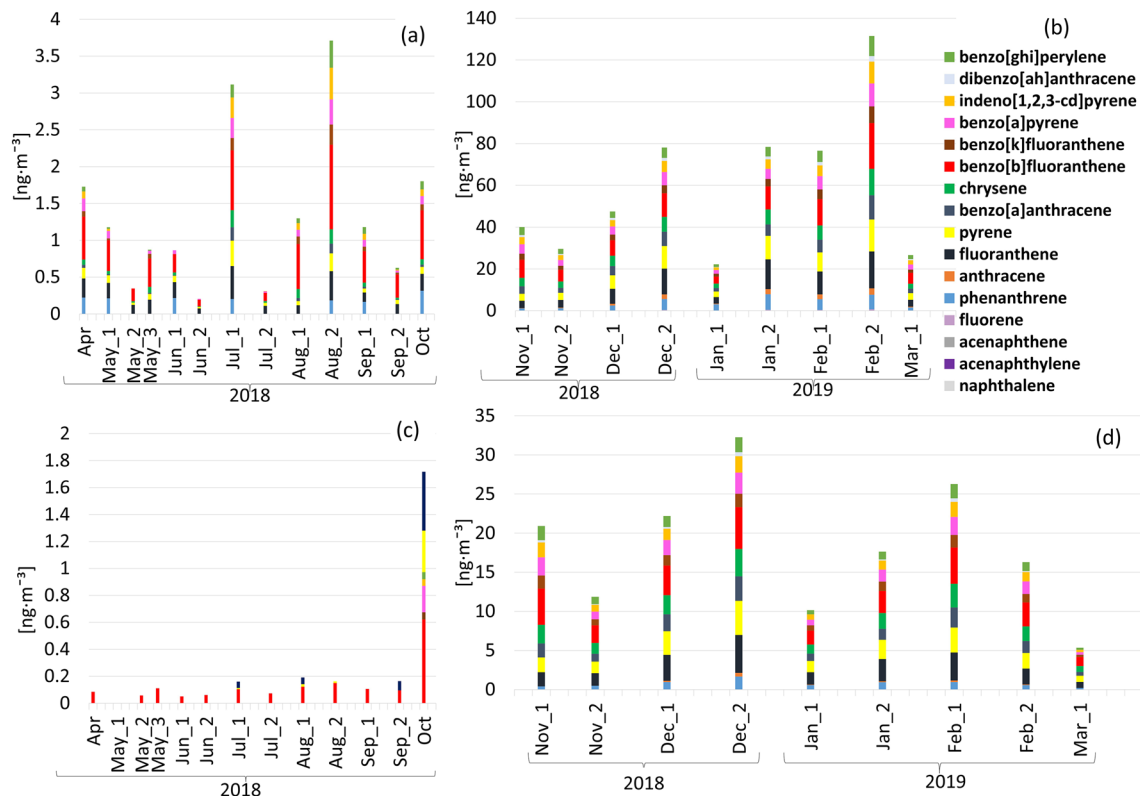 (a)
4
3.5
3
2.5
2
1.5
1
0.5
0
[ng·m⁻³]
Apr
May_1
May_2
May_3
Jun_1
Jun_2
Jul_1
Jul_2
Aug_1
Aug_2
Sep_1
Sep_2
Oct
2018
(b)
140
120
100
80
60
40
20
0
[ng·m⁻³]
Nov_1
Nov_2
Dec_1
Dec_2
Jan_1
Jan_2
Feb_1
Feb_2
Mar_1
2018
2019
benzo[ghi]perylene
dibenzo[ah]anthracene
indeno[1,2,3-cd]pyrene
benzo[a]pyrene
benzo[k]fluoranthene
benzo[b]fluoranthene
chrysene
benzo[a]anthracene
pyrene
fluoranthene
anthracene
phenanthrene
fluorene
acenaphthene
acenaphthylene
naphthalene
(c)
2
1.8
1.6
1.4
1.2
1
0.8
0.6
0.4
0.2
0
[ng·m⁻³]
Apr
May_1
May_2
May_3
Jun_1
Jun_2
Jul_1
Jul_2
Aug_1
Aug_2
Sep_1
Sep_2
Oct
2018
(d)
35
30
25
20
15
10
5
0
[ng·m⁻³]
Nov_1
Nov_2
Dec_1
Dec_2
Jan_1
Jan_2
Feb_1
Feb_2
Mar_1
2018
2019